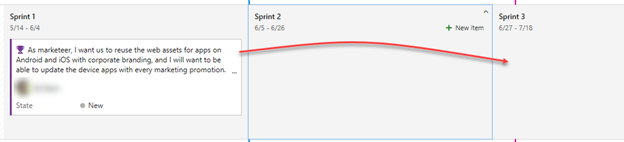 Sprint 1
5/14 - 6/4
As marketeer, I want us to reuse the web assets for apps on
Android and iOS with corporate branding, and I will want to be
able to update the device apps with every marketing promotion.
...
State New
Sprint 2
6/5 - 6/26
+ New item
Sprint 3
6/27 - 7/18